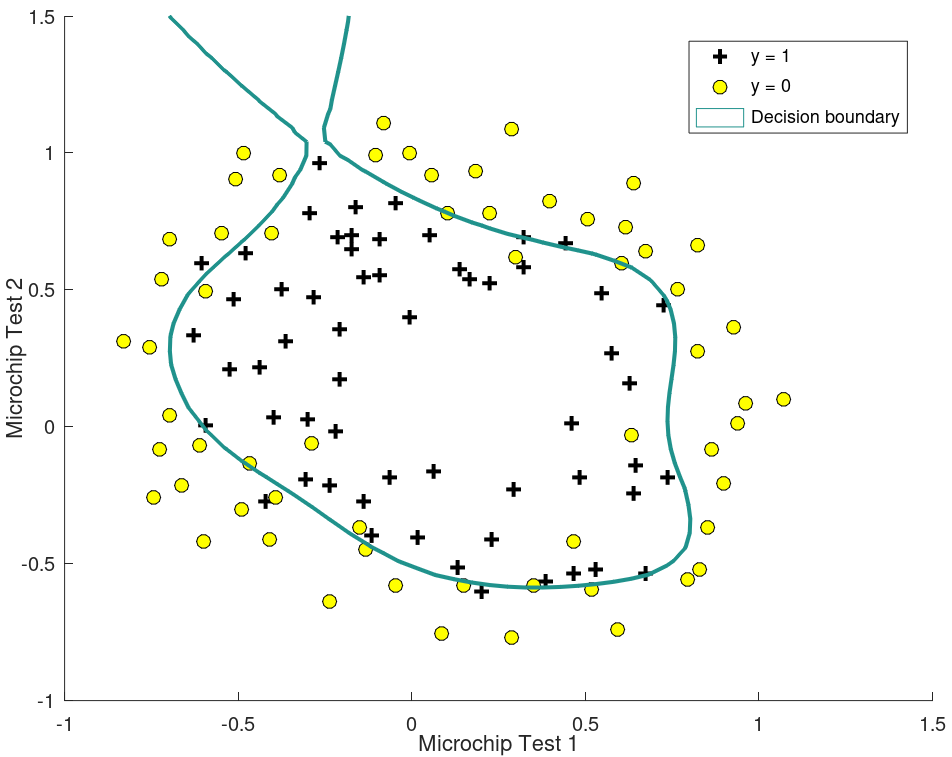 1.5
y = 1
y = 0
Decision boundary
1
0.5
Microchip Test 2
0
-0.5
-1
-1 -0.5 0 0.5 1 1.5
Microchip Test 1